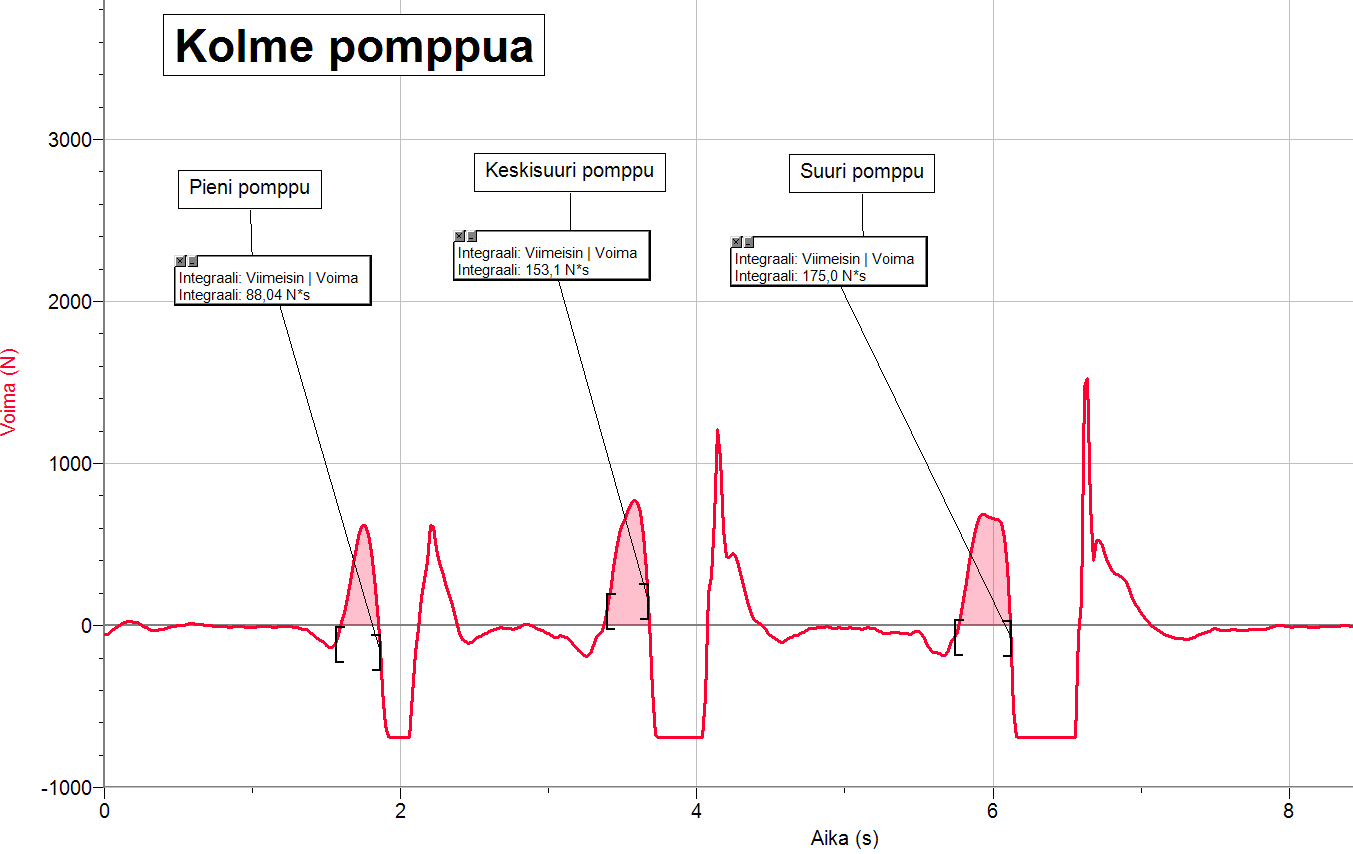 Kolme pomppua
Pieni pomppu
Keskisuuri pomppu
Suuri pomppu
Integraali: Viimeisin | Voima
Integraali: 88,04 N*s
Integraali: Viimeisin | Voima
Integraali: 153,1 N*s
Integraali: Viimeisin | Voima
Integraali: 175,0 N*s
Voima (N)
3000
2000
1000
0
-1000
0
2
4
6
8
Aika (s)